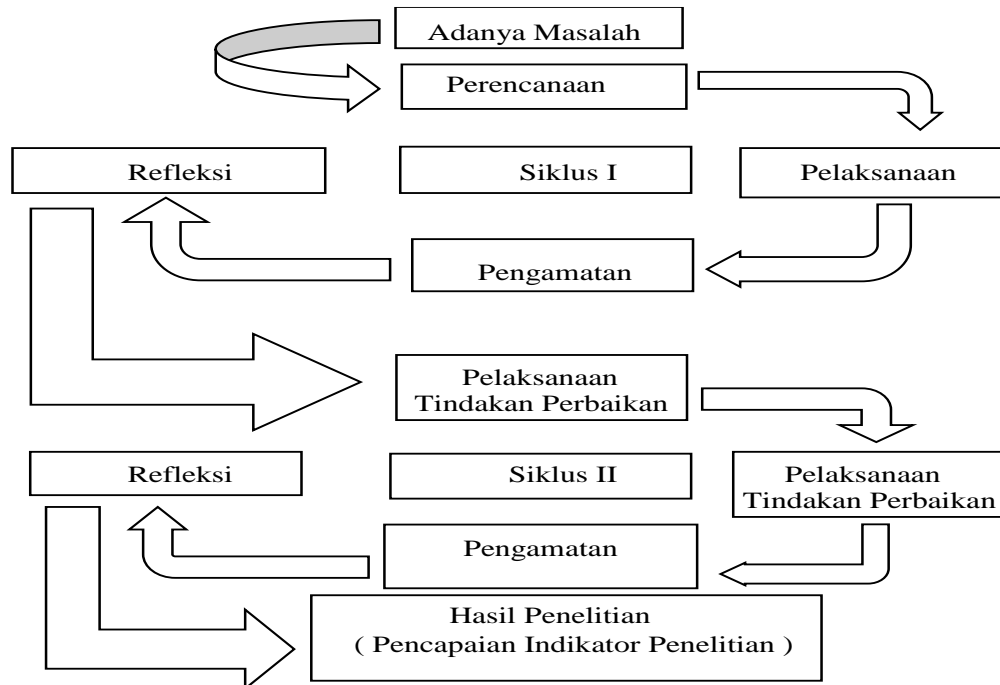 Adanya Masalah
Perencanaan
Refleksi
Siklus I
Pelaksanaan
Pengamatan
Pelaksanaan
Tindakan Perbaikan
Refleksi
Siklus II
Pelaksanaan
Tindakan Perbaikan
Pengamatan
Hasil Penelitian
( Pencapaian Indikator Penelitian )